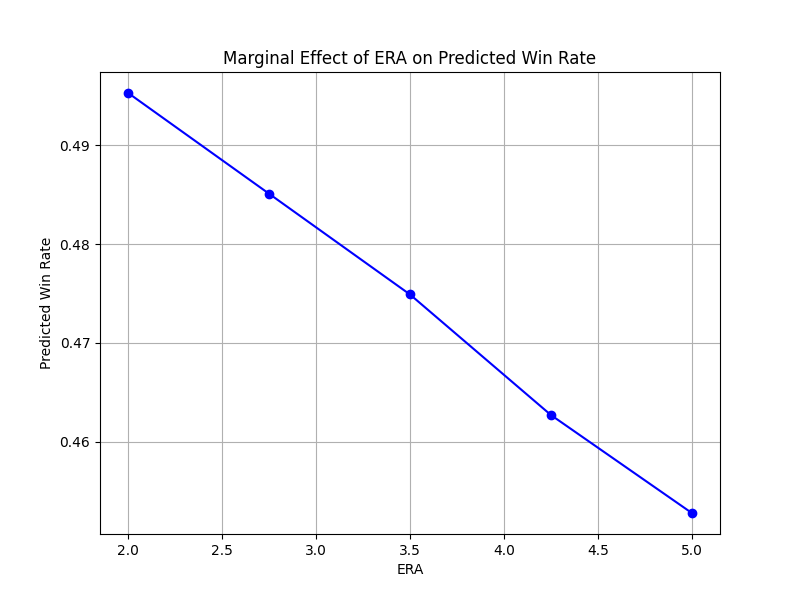 Marginal Effect of ERA on Predicted Win Rate
Predicted Win Rate
0.49
0.48
0.47
0.46
2.0 2.5 3.0 3.5 4.0 4.5 5.0
ERA